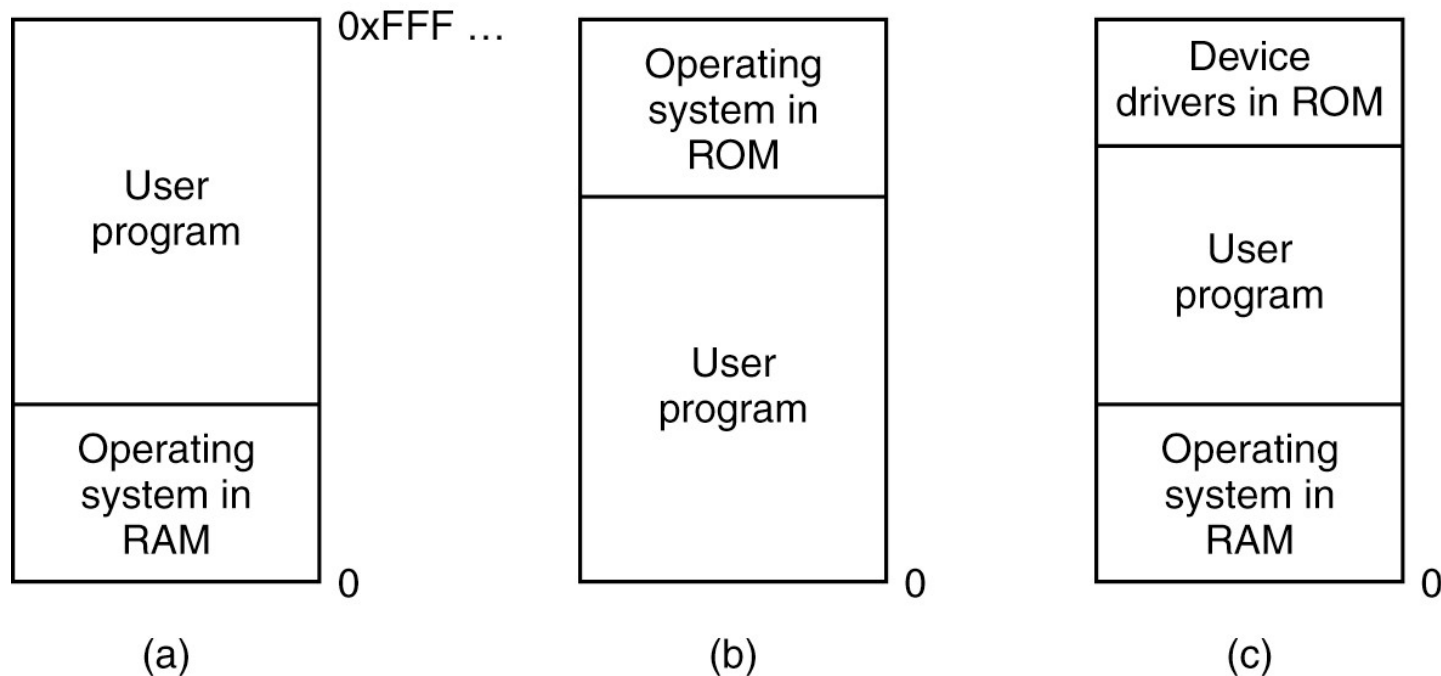 User
program
Operating
system in
RAM
0xFFF …
0
(a)
Operating
system in
ROM
User
program
0
(b)
Device
drivers in ROM
User
program
Operating
system in
RAM
0
(c)